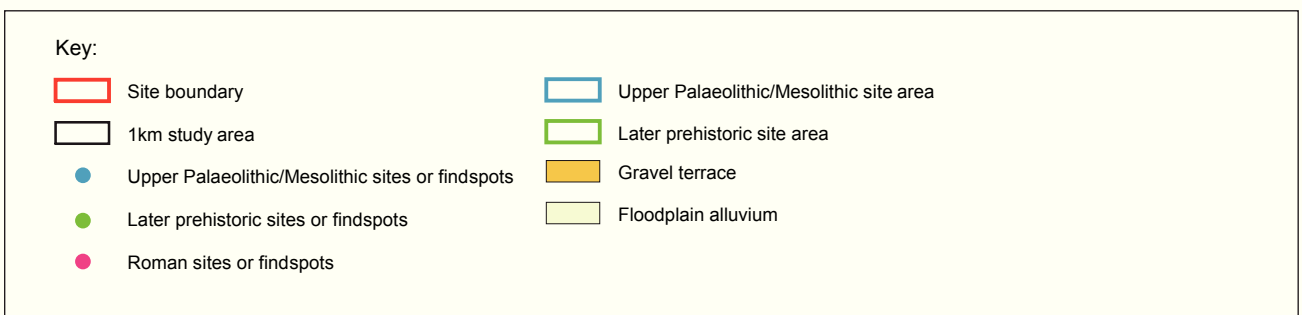 Key:
Site boundary
1km study area
Upper Palaeolithic/Mesolithic sites or findspots
Later prehistoric sites or findspots
Roman sites or findspots
Upper Palaeolithic/Mesolithic site area
Later prehistoric site area
Gravel terrace
Floodplain alluvium